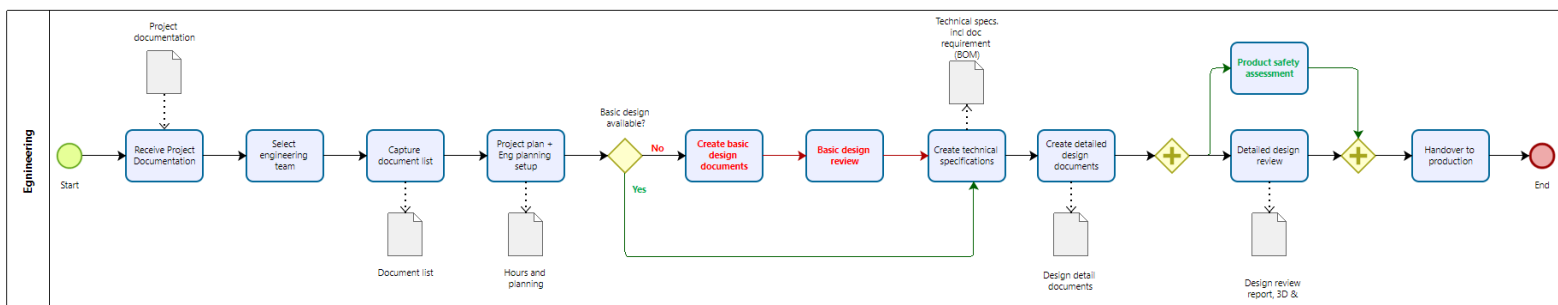 Egnineering
Start
Project
documentation
Receive Project
Documentation
Select
engineering
team
Capture
document list
Document list
Project plan +
Eng planning
setup
Hours and
planning
Basic design
available?
No
Yes
Create basic
design
documents
Basic design
review
Technical specs.
incl doc
requirement
(BOM)
Create technical
specifications
Create detailed
design
documents
Design detail
documents
Product safety
assessment
Detailed design
review
Design review
report, 3D &
Handover to
production
End